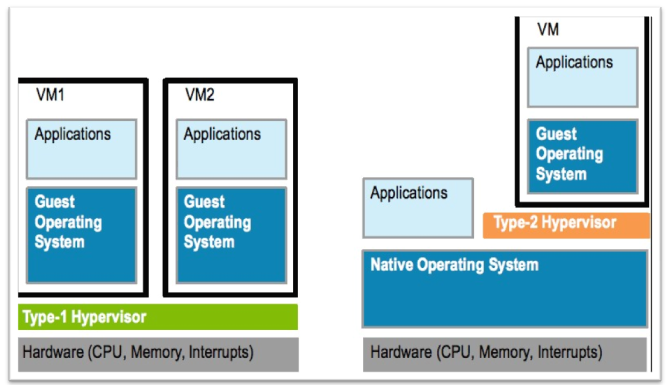 VM1
Applications
Guest
Operating
System
VM2
Applications
Guest
Operating
System
Type-1 Hypervisor
Hardware (CPU, Memory, Interrupts)
VM
Applications
Guest
Operating
System
Applications
Type-2 Hypervisor
Native Operating System
Hardware (CPU, Memory, Interrupts)